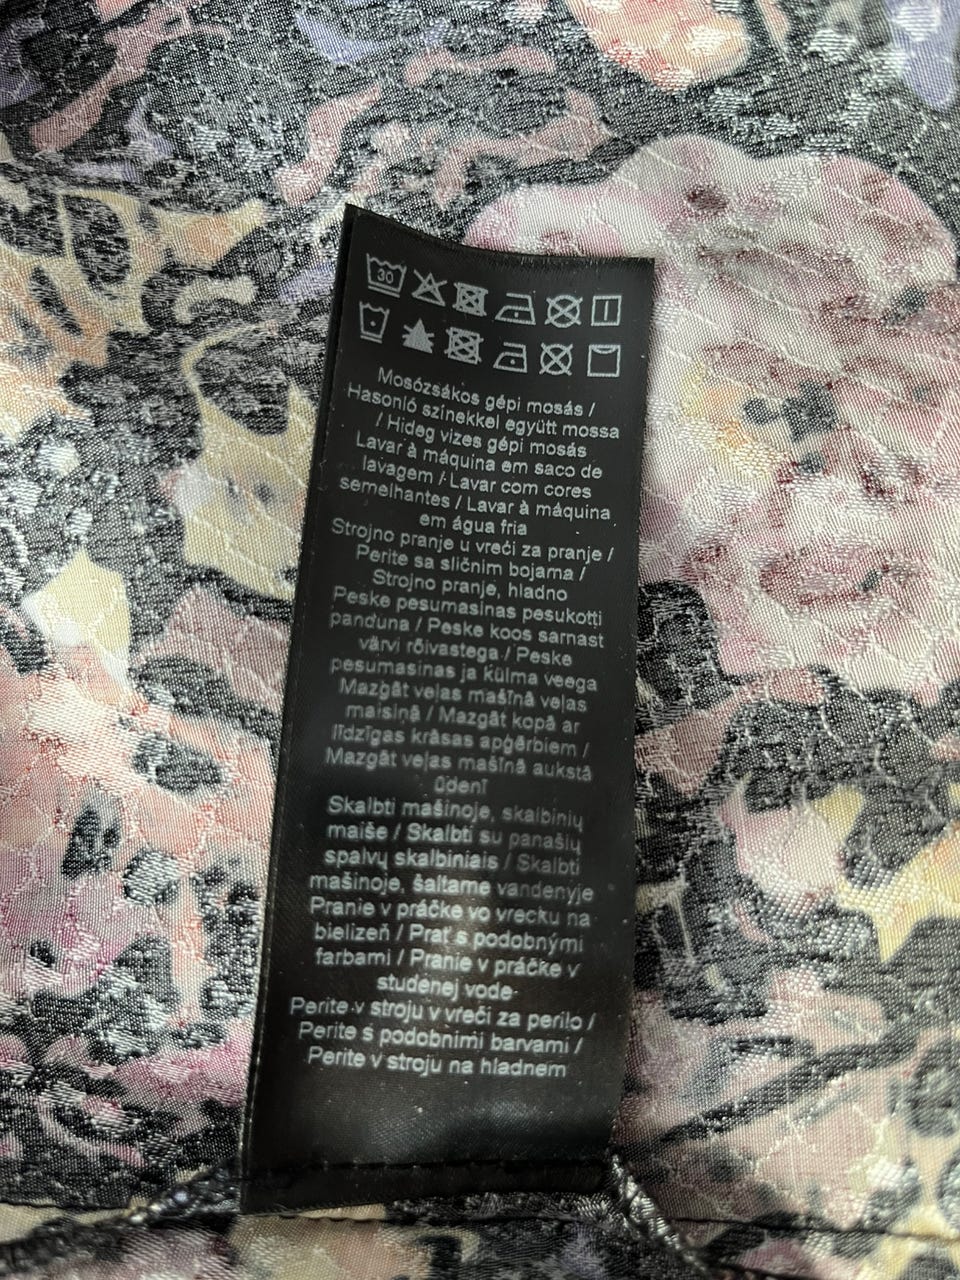 30
Mosózsákos gépi mosás /
Hasonló színekkel együtt mossa
/ Hideg vizes gépi mosás
Lavar à máquina em saco de
lavagem / Lavar com cores
semelhantes / Lavar à máquina
em água fria
Strojno pranje u vreći za pranje /
Perite sa sličnim bojama /
Strojno pranje, hladno
Peske pesumasinas pesukotti
panduna / Peske koos sarnast
värvi rõivastega / Peske
pesumasinas ja külma veega
Mazgāt veļas mašīnā veļas
maisiņā / Mazgāt kopā ar
līdzīgas krāsas apģērbiem /
Mazgāt veļas mašīnā aukstā
ūdenī
Skalbti mašinoje, skalbinių
maiše / Skalbti su panašių
spalvų skalbiniais / Skalbti
mašinoje, šaltame vandenyje
Pranie v práčke vo vrecku na
bielizeň / Prať s podobnými
farbami / Pranie v práčke v
studenej vode
Perite v stroju v vreči za perilo /
Perite s podobnimi barvami /
Perite v stroju na hladnem